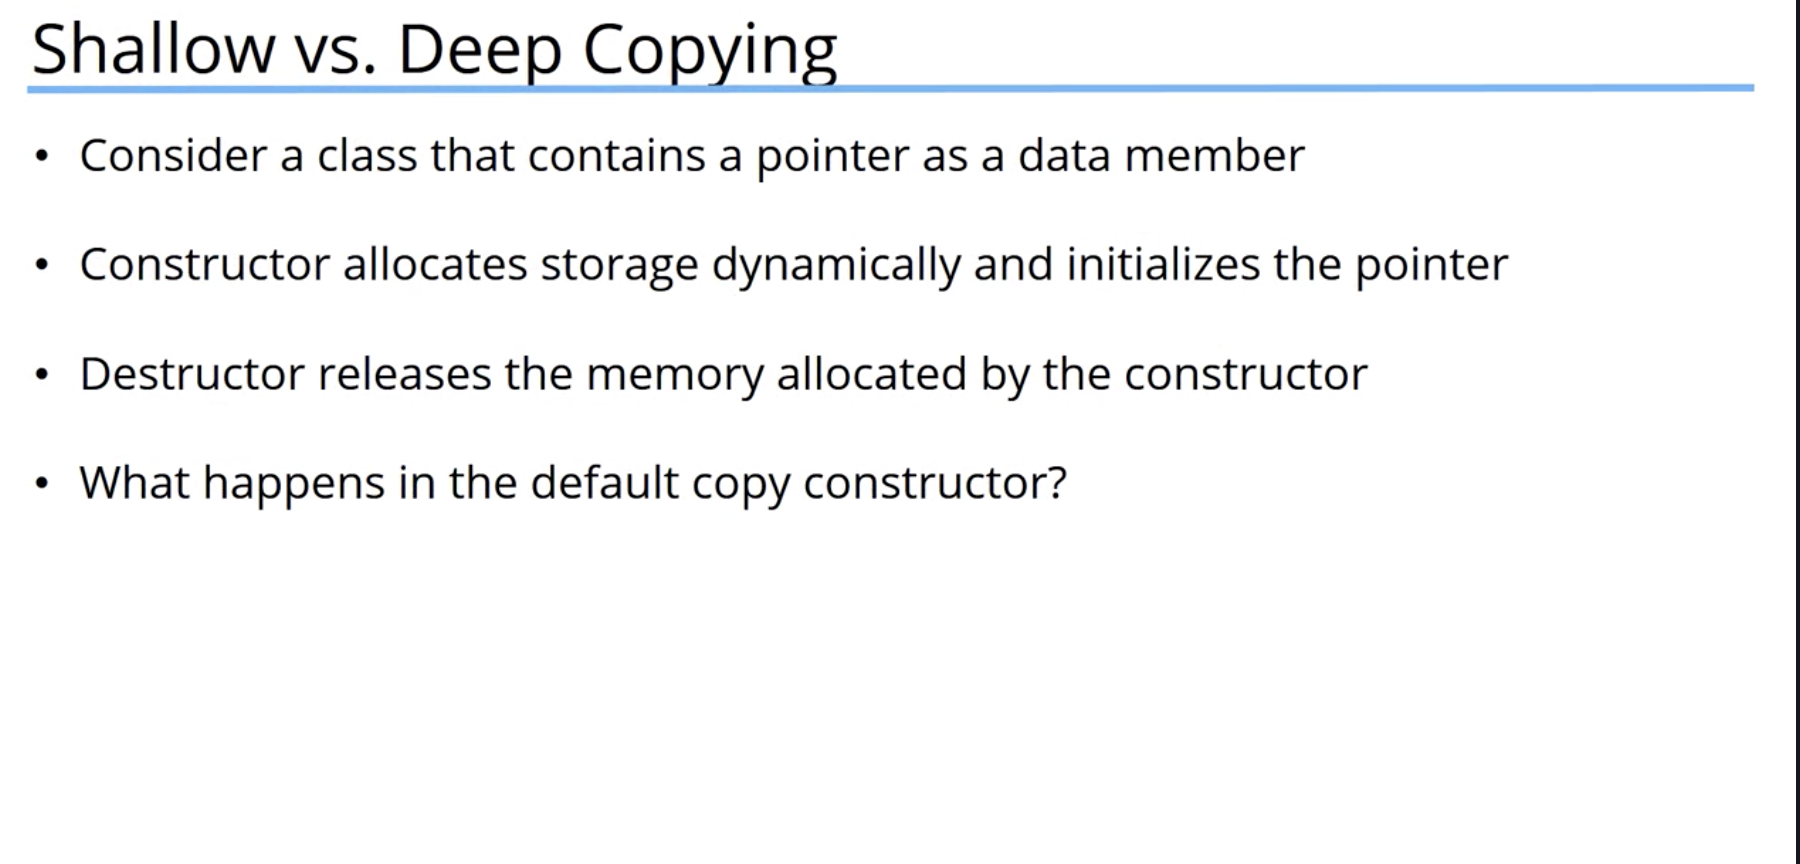 Shallow vs. Deep Copying
• Consider a class that contains a pointer as a data member
• Constructor allocates storage dynamically and initializes the pointer
• Destructor releases the memory allocated by the constructor
• What happens in the default copy constructor?